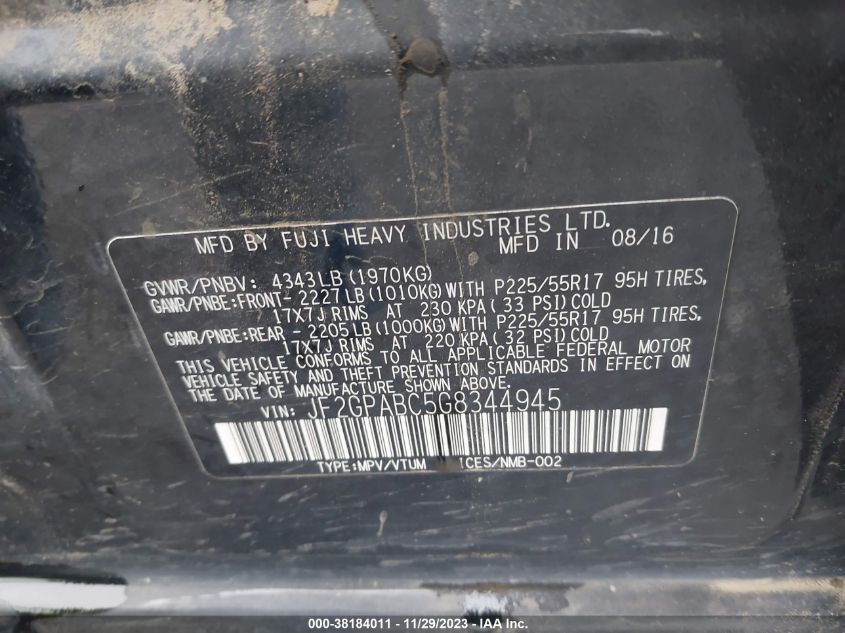 MFD BY FUJI HEAVY INDUSTRIES LTD.
MFD IN 08/16
GVWR/PNBV: 4343LB(1970KG)
GAWR/PNBE:FRONT-2227LB(1010KG)WITH P225/55R17 95H TIRES,
17X7J RIMS AT 230 KPA(33 PSI)COLD
GAWR/PNBE:REAR -2205LB(1000KG)WITH P225/55R17 95H TIRES,
17X7J RIMS AT 220 KPA(32 PSI)COLD
THIS VEHICLE CONFORMS TO ALL APPLICABLE FEDERAL MOTOR
VEHICLE SAFETY AND THEFT PREVENTION STANDARDS IN EFFECT ON
THE DATE OF MANUFACTURE SHOWN ABOVE.
VIN: JF2GPABC5G8344945
TYPE:MPV/VTUM ICES/NMB-002
000-38184011 - 11/29/2023 - IAA Inc.